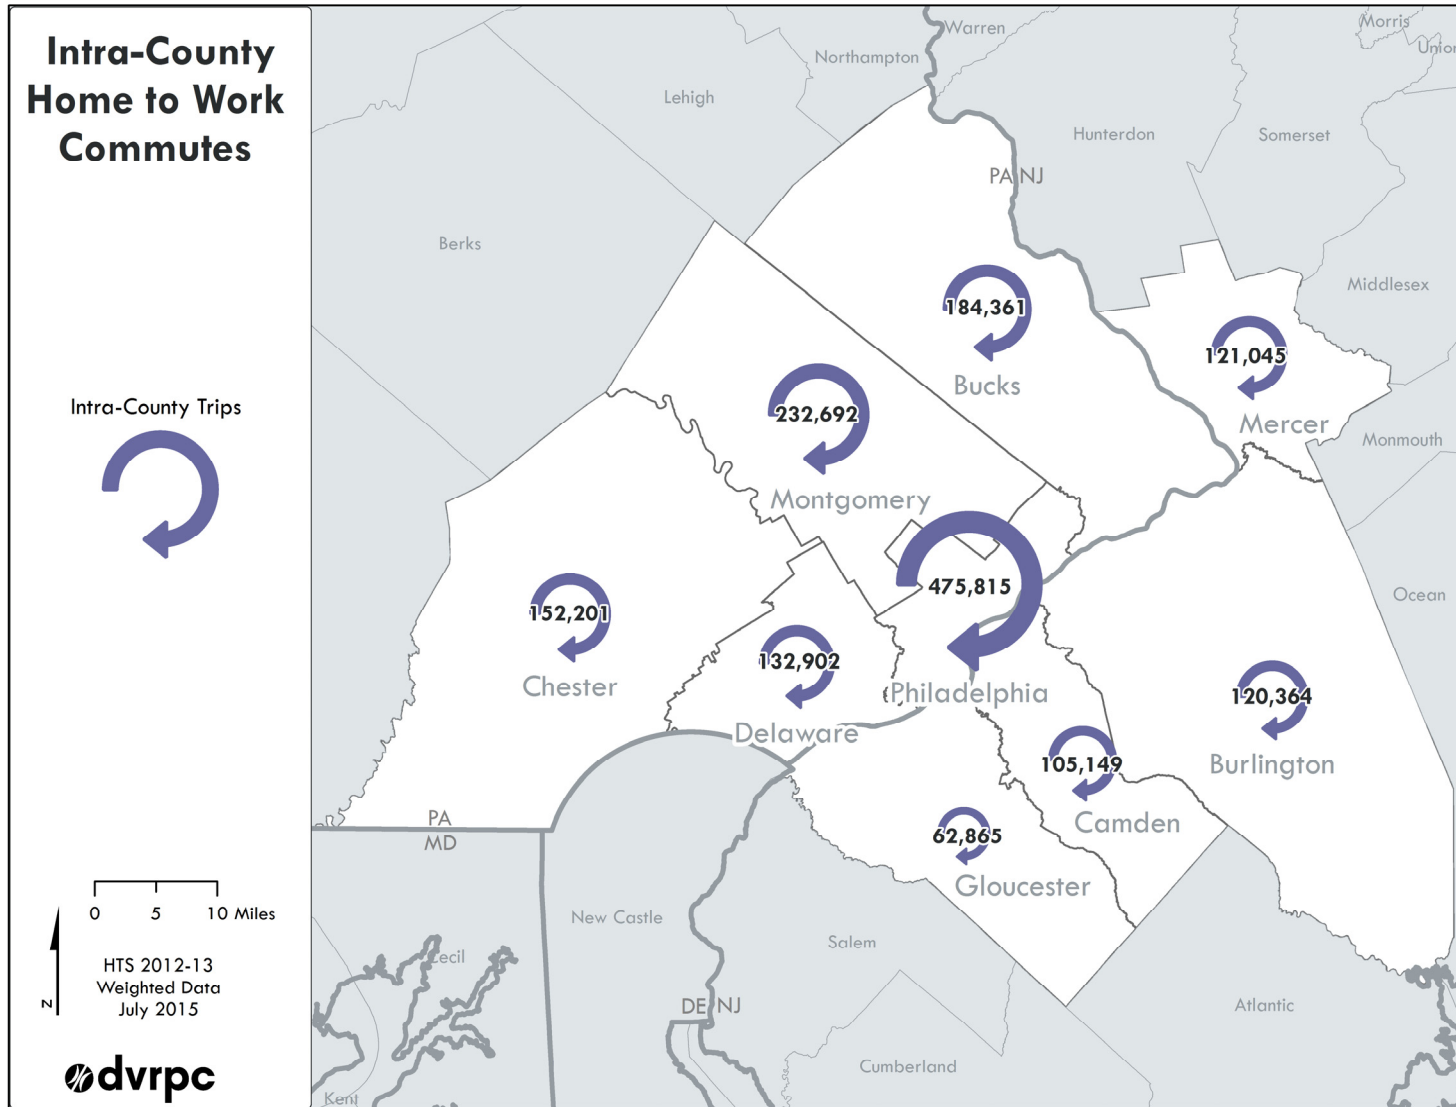 Intra-County
Home to Work
Commutes
Intra-County Trips
0 5 10 Miles
z
HTS 2012-13
Weighted Data
July 2015
dvrpc
Warren
Morris
Union
Northampton
Lehigh
Hunterdon
Somerset
PA NJ
Berks
Middlesex
184,361
Bucks
121,045
Mercer
232,692
Montgomery
Monmouth
475,815
Philadelphia
Ocean
152,201
Chester
132,902
Delaware
120,364
Burlington
105,149
Camden
62,865
Gloucester
PA
MD
New Castle
Salem
Cecil
DE NJ
Atlantic
Cumberland
Kent